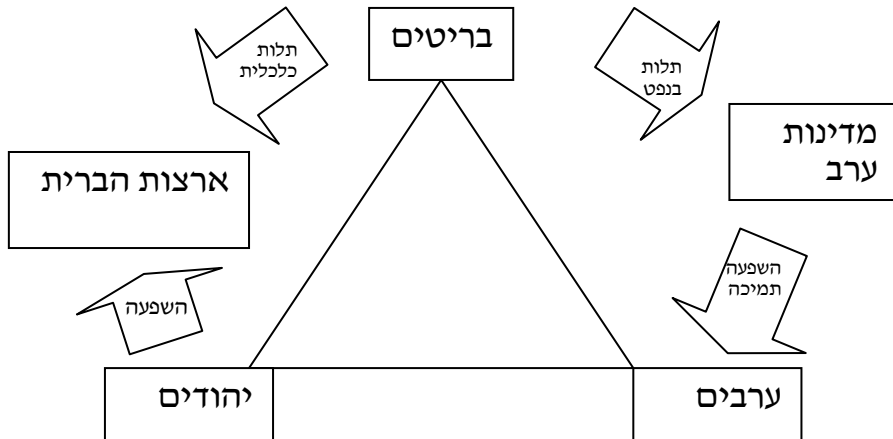 בריטים
תלות
כלכלית
תלות
בנפט
מדינות
ערב
ארצות הברית
השפעה
תמיכה
השפעה
ערבים
יהודים